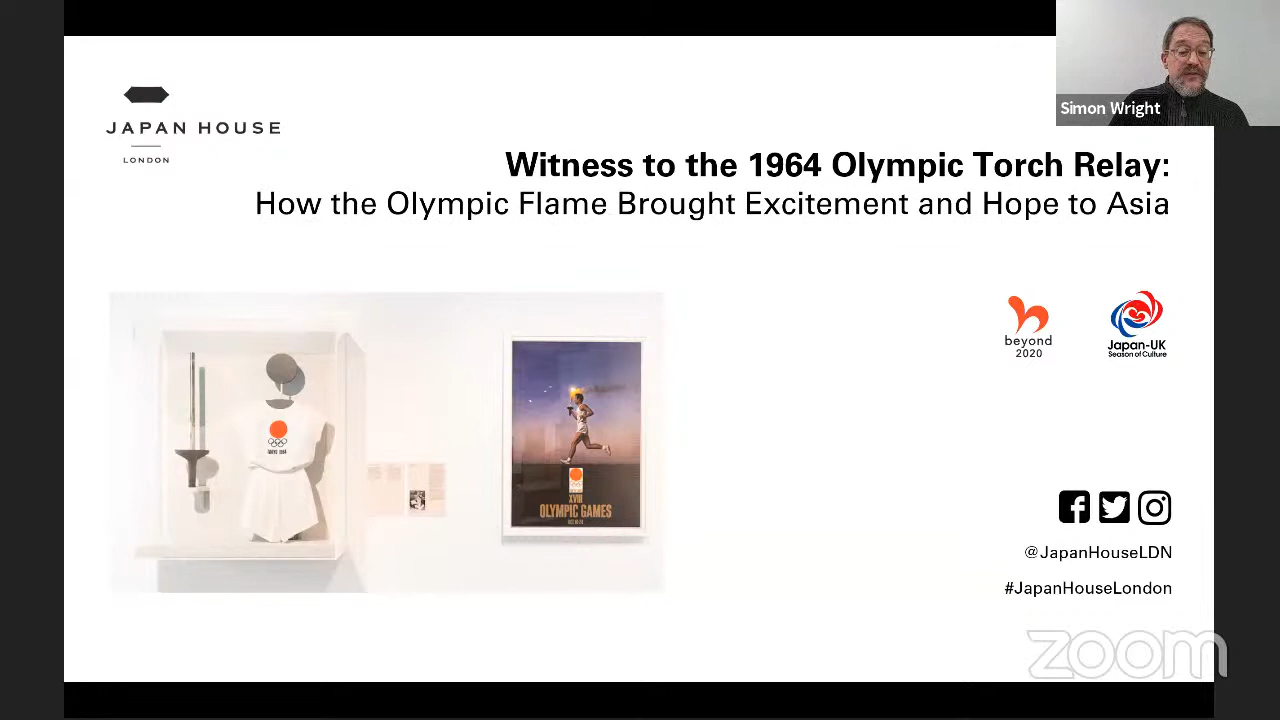 Simon Wright
JAPAN HOUSE
LONDON
Witness to the 1964 Olympic Torch Relay:
How the Olympic Flame Brought Excitement and Hope to Asia
beyond
2020
Japan-UK
Season of Culture
TOKYO 1964
XVIII
OLYMPIC GAMES
@JapanHouseLDN
#JapanHouseLondon
zoom